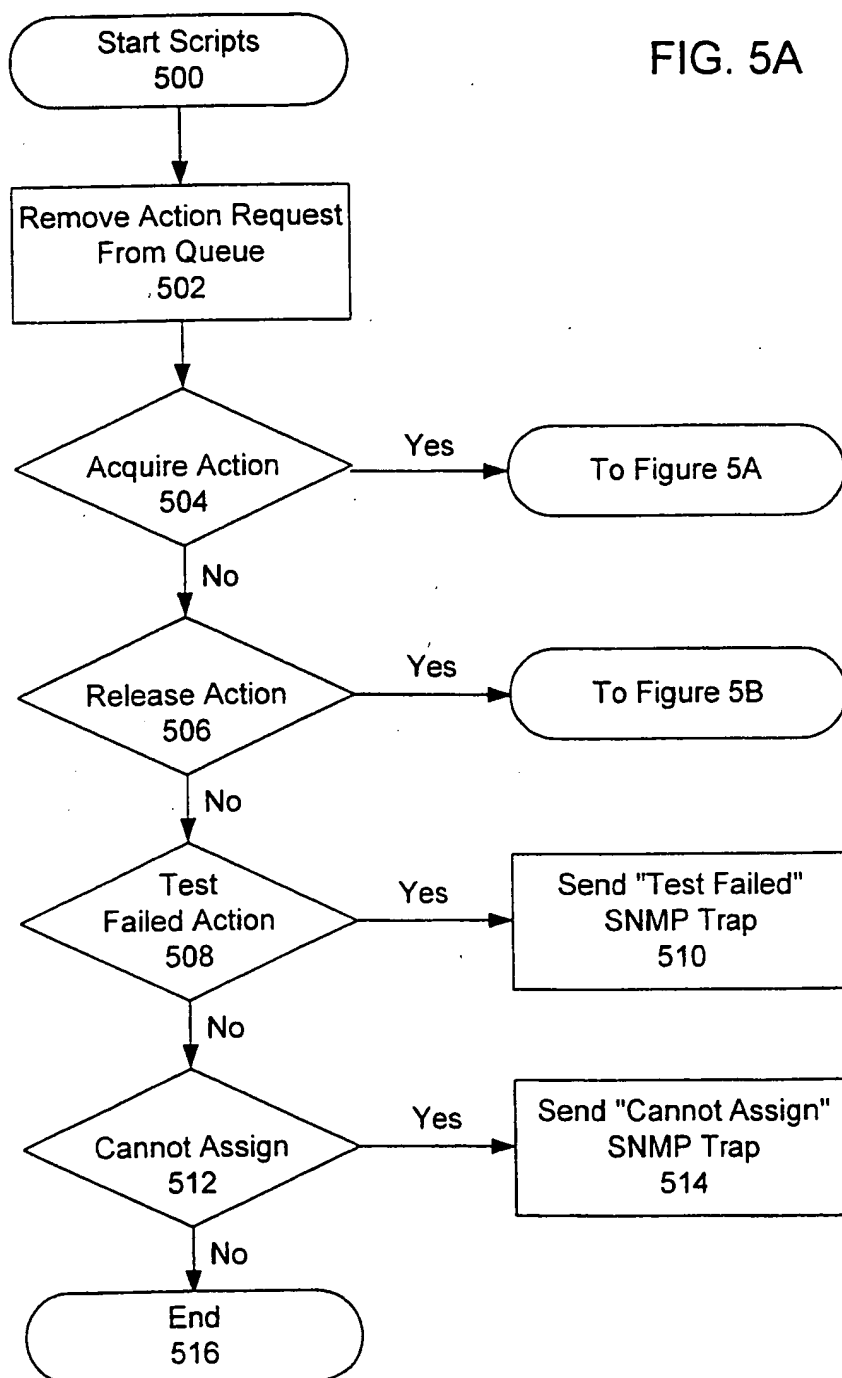 FIG. 5A
Start Scripts
500
Remove Action Request
From Queue
502
Acquire Action
504
Yes
To Figure 5A
No
Release Action
506
Yes
To Figure 5B
No
Test
Failed Action
508
Yes
Send "Test Failed"
SNMP Trap
510
No
Cannot Assign
512
Yes
Send "Cannot Assign"
SNMP Trap
514
No
End
516